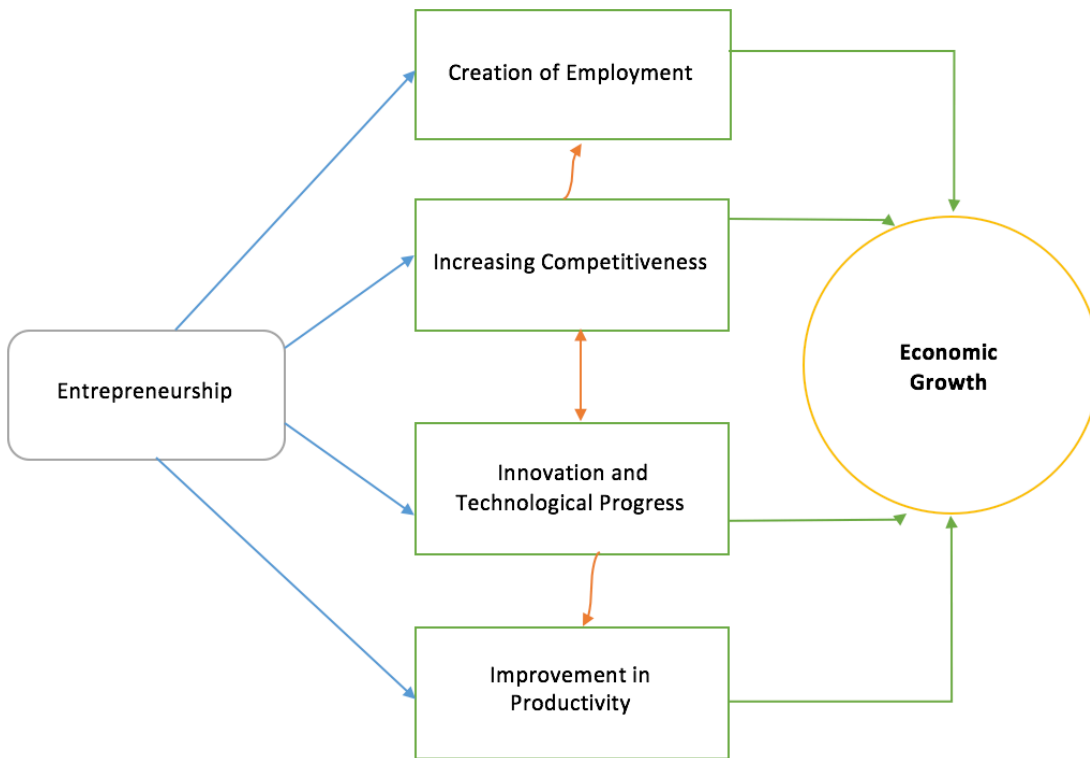 Creation of Employment
Increasing Competitiveness
Entrepreneurship
Economic
Growth
Innovation and
Technological Progress
Improvement in
Productivity